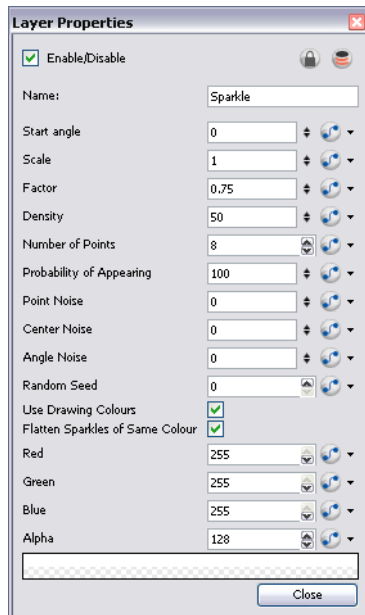 Layer Properties
Enable/Disable
Name: Sparkle
Start angle 0
Scale 1
Factor 0.75
Density 50
Number of Points 8
Probability of Appearing 100
Point Noise 0
Center Noise 0
Angle Noise 0
Random Seed 0
Use Drawing Colours
Flatten Sparkles of Same Colour
Red 255
Green 255
Blue 255
Alpha 128
Close